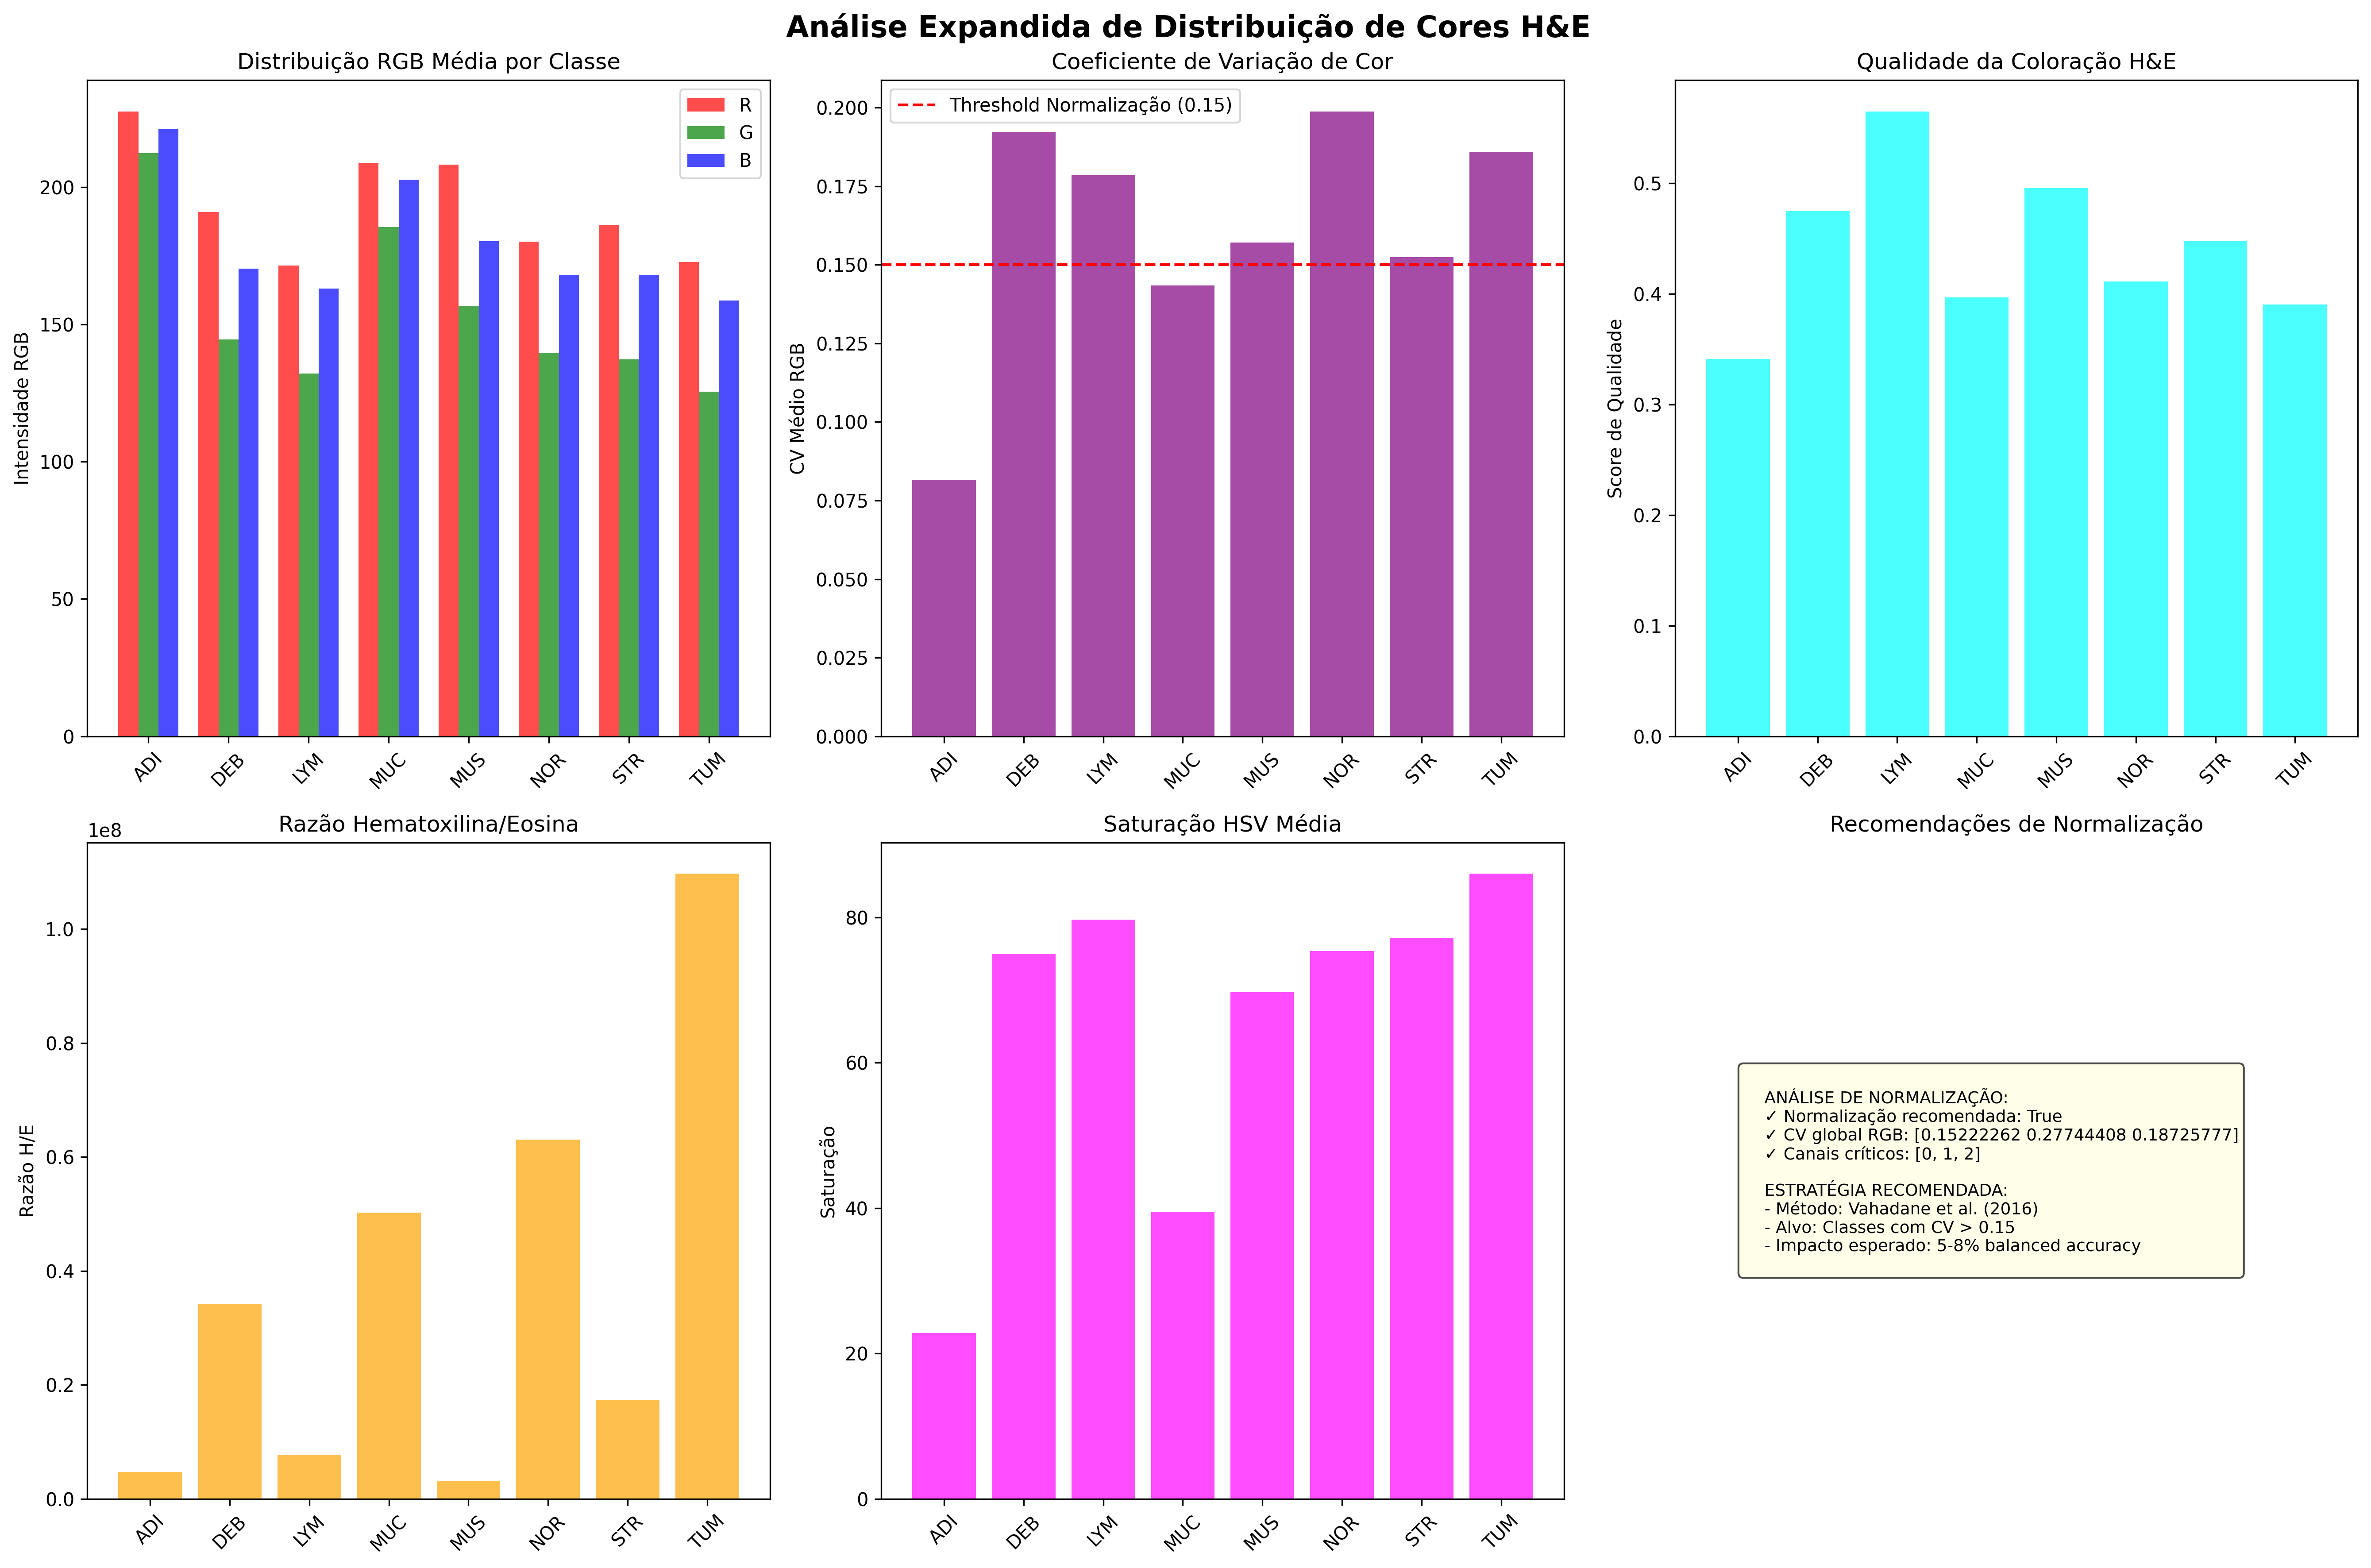 Análise Expandida de Distribuição de Cores H&E
Distribuição RGB Média por Classe
R
G
B
Intensidade RGB
200
150
100
50
0
ADI DEB LYM MUC MUS NOR STR TUM
Coeficiente de Variação de Cor
Threshold Normalização (0.15)
CV Médio RGB
0.200
0.175
0.150
0.125
0.100
0.075
0.050
0.025
0.000
ADI DEB LYM MUC MUS NOR STR TUM
Qualidade da Coloração H&E
Score de Qualidade
0.5
0.4
0.3
0.2
0.1
0.0
ADI DEB LYM MUC MUS NOR STR TUM
Razão Hematoxilina/Eosina
1e8
Razão H/E
1.0
0.8
0.6
0.4
0.2
0.0
ADI DEB LYM MUC MUS NOR STR TUM
Saturação HSV Média
Saturação
80
60
40
20
0
ADI DEB LYM MUC MUS NOR STR TUM
Recomendações de Normalização
ANÁLISE DE NORMALIZAÇÃO:
✓ Normalização recomendada: True
✓ CV global RGB: [0.15222262 0.27744408 0.18725777]
✓ Canais críticos: [0, 1, 2]
ESTRATÉGIA RECOMENDADA:
- Método: Vahadane et al. (2016)
- Alvo: Classes com CV > 0.15
- Impacto esperado: 5-8% balanced accuracy